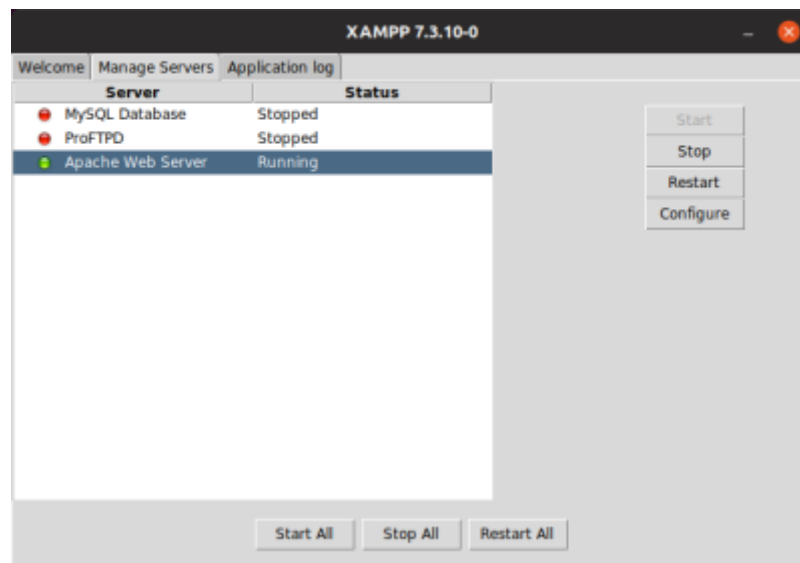 XAMPP 7.3.10-0
Welcome Manage Servers Application log
Server Status
MySQL Database Stopped
ProFTPD Stopped
Apache Web Server Running
Start
Stop
Restart
Configure
Start All Stop All Restart All